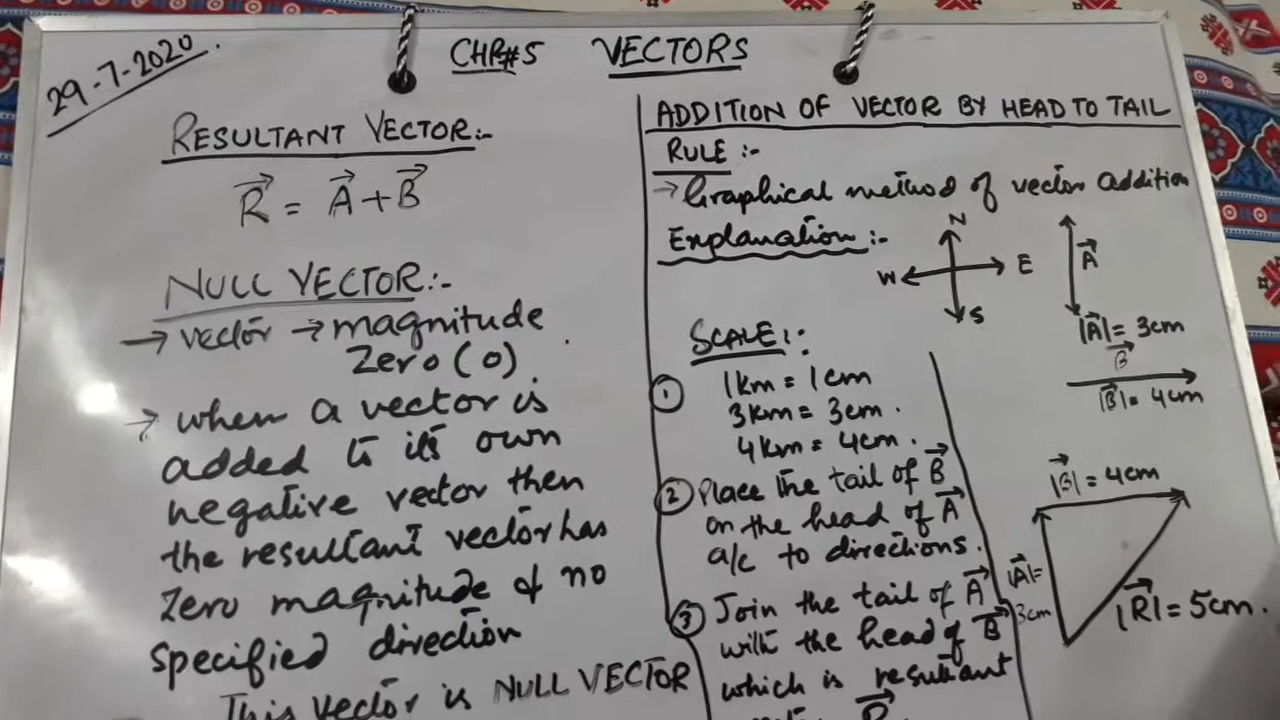 29-7-2020.
CHP#5 VECTORS
RESULTANT VECTOR:-
R = A + B
NULL VECTOR:-
→ vector → magnitude
Zero (0)
→ when a vector is
added to its own
negative vector then
the resultant vector has
Zero magnitude & no
specified direction
This vector is NULL VECTOR
ADDITION OF VECTOR BY HEAD TO TAIL
RULE :-
→ Graphical method of vector addition
Explanation :-
N
W E
S
A
|A| = 3cm
B
|B| = 4cm
SCALE :-
① 1km = 1cm
3km = 3cm.
4km = 4cm.
② Place the tail of B
on the head of A
a/c to directions.
③ Join the tail of A
with the head of B
which is resultant
R
|B| = 4cm
|A| =
3cm
|R| = 5cm.